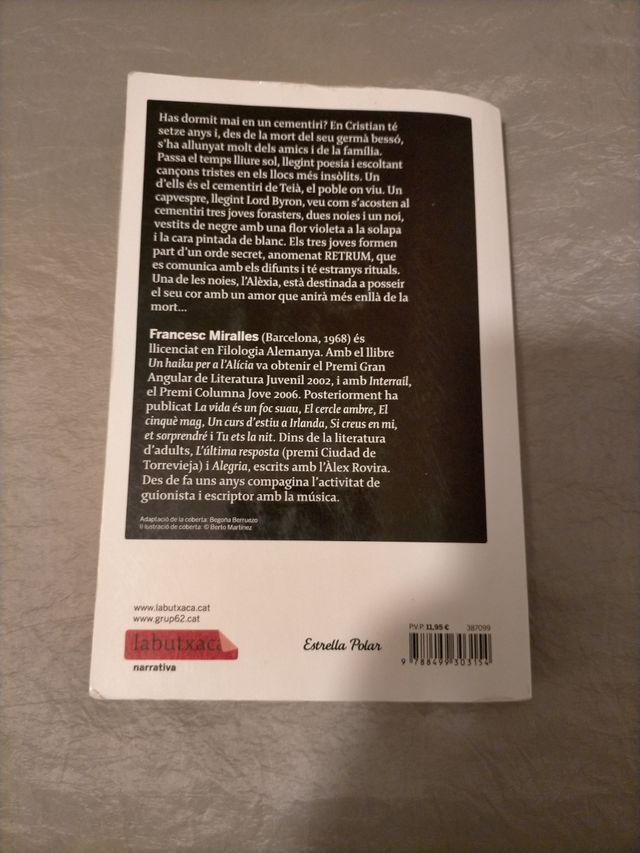 Has dormit mai en un cementiri? En Cristian té
setze anys i, des de la mort del seu germà bessó,
s'ha allunyat molt dels amics i de la família.
Passa el temps lliure sol, llegint poesia i escoltant
cançons tristes en els llocs més insòlits. Un
d'ells és el cementiri de Teià, el poble on viu. Un
capvespre, llegint Lord Byron, veu com s'acosten al
cementiri tres joves forasters, dues noies i un noi,
vestits de negre amb una flor violeta a la solapa
i la cara pintada de blanc. Els tres joves formen
part d'un orde secret, anomenat RETRUM, que
es comunica amb els difunts i té estranys rituals.
Una de les noies, l'Alèxia, està destinada a posseir
el seu cor amb un amor que anirà més enllà de la
mort...
Francesc Miralles (Barcelona, 1968) és
llicenciat en Filologia Alemanya. Amb el llibre
Un haiku per a l'Alícia va obtenir el Premi Gran
Angular de Literatura Juvenil 2002, i amb Interrail,
el Premi Columna Jove 2006. Posteriorment ha
publicat La vida és un foc suau, El cercle ambre, El
cinquè mag, Un curs d'estiu a Irlanda, Si creus en mi,
et sorprendré i Tu ets la nit. Dins de la literatura
d'adults, L'última resposta (premi Ciudad de
Torrevieja) i Alegria, escrits amb l'Àlex Rovira.
Des de fa uns anys compagina l'activitat de
guionista i escriptor amb la música.
Adaptació de la coberta: Begoña Berruezo
Il·lustració de coberta: © Berto Martínez
www.labutxaca.cat
www.grup62.cat
labutxaca
narrativa
Estrella Polar
P.V.P. 11,95 € 387099
9 788499 303154